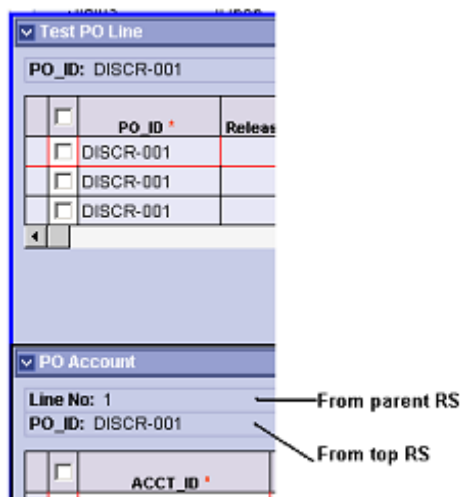 Test PO Line
PO_ID: DISCR-001
PO_ID * Releas
DISCR-001
DISCR-001
DISCR-001
PO Account
Line No: 1 From parent RS
PO_ID: DISCR-001
From top RS
ACCT_ID *